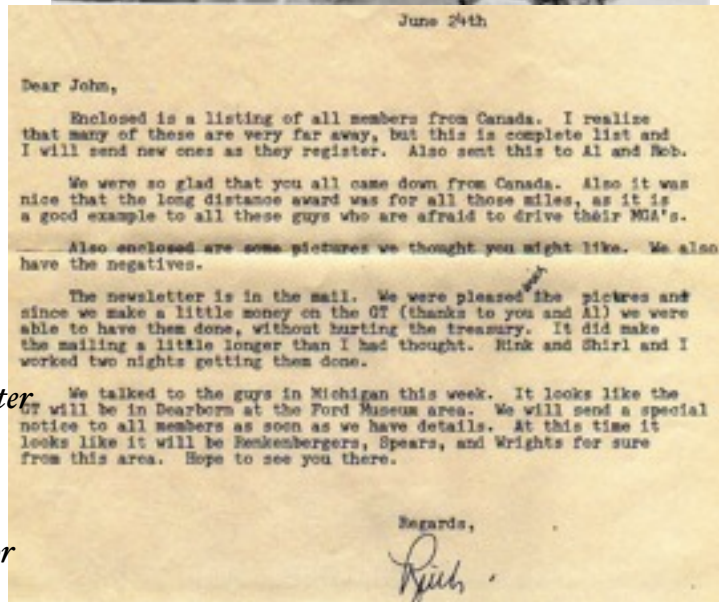 June 24th
Dear John,
Enclosed is a listing of all members from Canada. I realize
that many of these are very far away, but this is complete list and
I will send new ones as they register. Also sent this to Al and Bob.
We were so glad that you all came down from Canada. Also it was
nice that the long distance award was for all those miles, as it is
a good example to all these guys who are afraid to drive their MGA's.
Also enclosed are some pictures we thought you might like. We also
have the negatives.
with
The newsletter is in the mail. We were pleased the pictures and
since we make a little money on the GT (thanks to you and Al) we were
able to have them done, without hurting the treasury. It did make
the mailing a little longer than I had thought. Rink and Shirl and I
worked two nights getting them done.
ter
We talked to the guys in Michigan this week. It looks like the
GT will be in Dearborn at the Ford Museum area. We will send a special
notice to all members as soon as we have details. At this time it
looks like it will be Renkenbergers, Spears, and Wrights for sure
from this area. Hope to see you there.
Regards,
or